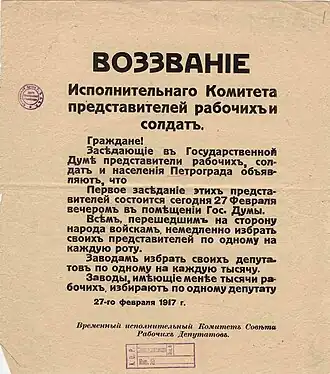 ВОЗЗВАНІЕ
Исполнительнаго Комитета
представителей рабочихъ и
солдатъ.
Граждане!
Засѣдающіе въ Государственной
Думѣ представители рабочихъ, сол-
датъ и населенія Петрограда объяв-
ляютъ, что
Первое засѣданіе этихъ предста-
вителей состоится сегодня 27 Февраля
вечеромъ въ помѣщеніи Гос. Думы.
Всѣмъ, перешедшимъ на сторону
народа войскамъ, немедленно избрать
своихъ представителей по одному на
каждую роту.
Заводамъ избрать своихъ депута-
товъ по одному на каждую тысячу.
Заводы, имѣющіе менѣе тысячи ра-
бочихъ, избираютъ по одному депутату
27-го февраля 1917 г.
Временный исполнительный Комитетъ Совѣта
Рабочихъ Депутатовъ.